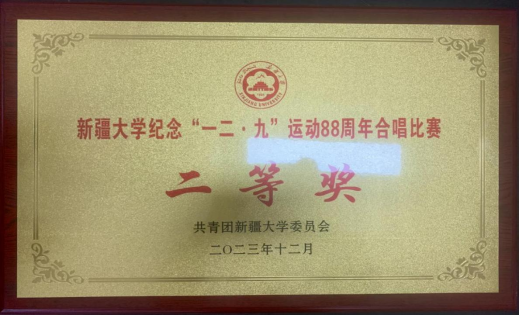 新疆大学纪念“一二·九”运动88周年合唱比赛
二等奖
共青团新疆大学委员会
二〇二三年十二月